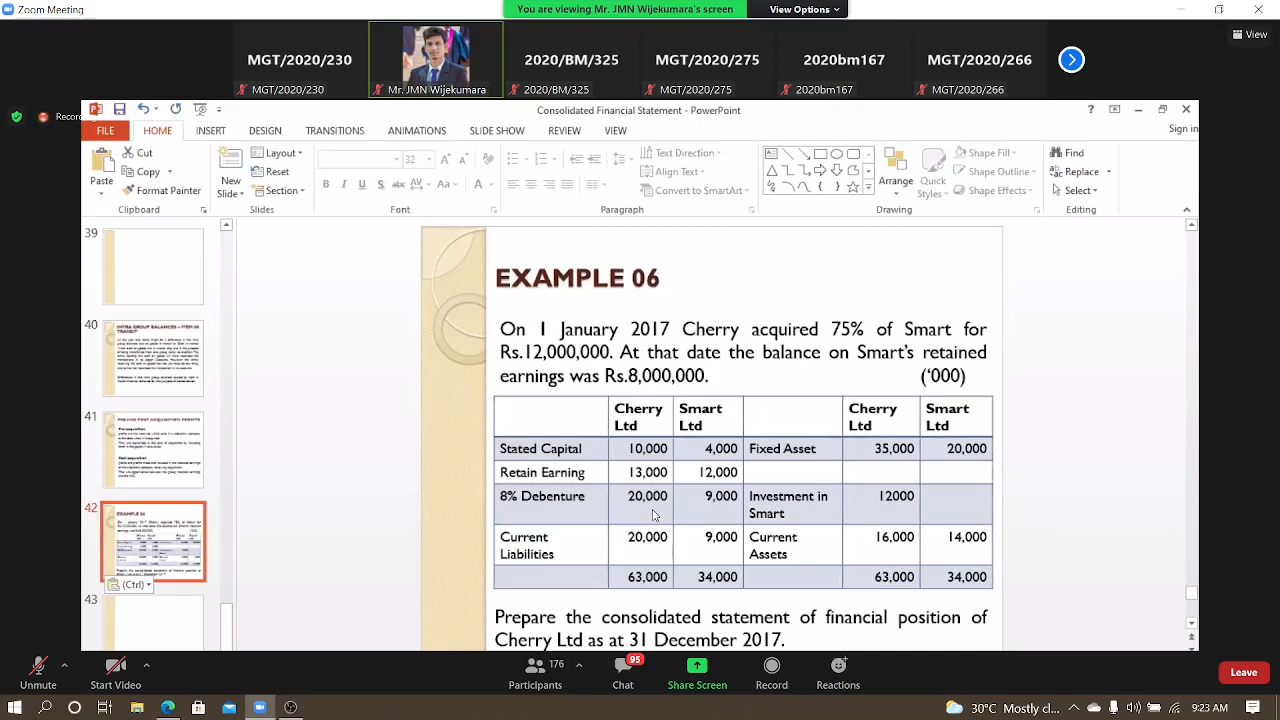 Zoom Meeting
You are viewing Mr. JMN Wijekumara's screen
View Options
View
MGT/2020/230
2020/BM/325
MGT/2020/275
2020bm167
MGT/2020/266
MGT/2020/230
Mr.JMN Wijekumara
2020/BM/325
MGT/2020/275
2020bm167
MGT/2020/266
Recor
Consolidated Financial Statement - PowerPoint
FILE
HOME
INSERT
DESIGN
TRANSITIONS
ANIMATIONS
SLIDE SHOW
REVIEW
VIEW
Sign in
Paste
Cut
Copy
Format Painter
Clipboard
New
Slide
Layout
Reset
Section
Slides
32
Font
Text Direction
Align Text
Convert to SmartArt
Paragraph
Arrange
Quick
Styles
Shape Fill
Shape Outline
Shape Effects
Drawing
Find
Replace
Select
Editing
39
40
41
42
43
(Ctrl)
EXAMPLE 06
On 1 January 2017 Cherry acquired 75% of Smart for
Rs.12,000,000. At that date the balance on Smart's retained
earnings was Rs.8,000,000. ('000)
Cherry Ltd Smart Ltd Cherry Ltd Smart Ltd
Stated Capital 10,000 4,000 Fixed Asset 35,000 20,000
Retain Earning 13,000 12,000
8% Debenture 20,000 9,000 Investment in Smart 12000
Current Liabilities 20,000 9,000 Current Assets 16,000 14,000
63,000 34,000 63,000 34,000
Prepare the consolidated statement of financial position of
Cherry Ltd as at 31 December 2017.
Unmute
Start Video
176
Participants
95
Chat
Share Screen
Record
Reactions
Leave
30°C Mostly cloudy
9:23 AM